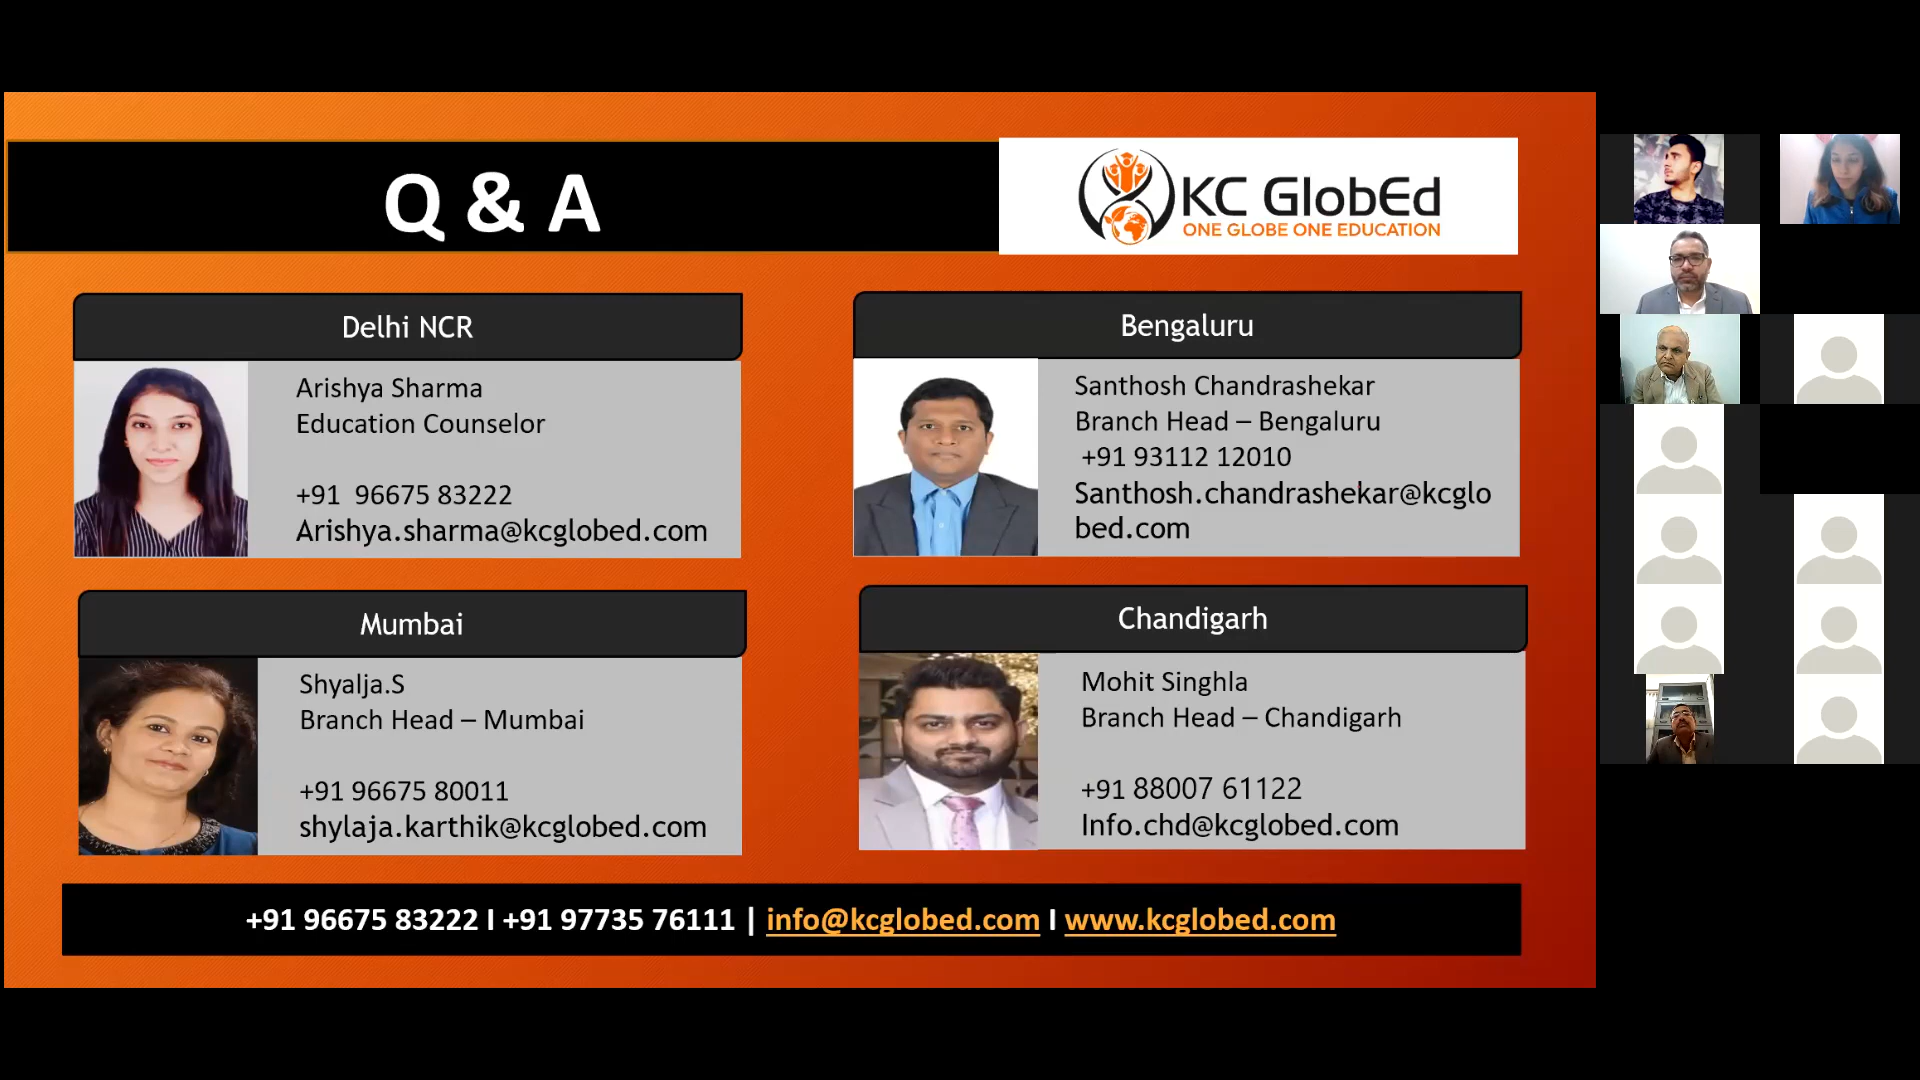 Q & A
KC GlobEd
ONE GLOBE ONE EDUCATION
Delhi NCR
Arishya Sharma
Education Counselor
+91  96675 83222
Arishya.sharma@kcglobed.com
Bengaluru
Santhosh Chandrashekar
Branch Head – Bengaluru
+91 93112 12010
Santhosh.chandrashekar@kcglo
bed.com
Mumbai
Shyalja.S
Branch Head – Mumbai
+91 96675 80011
shylaja.karthik@kcglobed.com
Chandigarh
Mohit Singhla
Branch Head – Chandigarh
+91 88007 61122
Info.chd@kcglobed.com
+91 96675 83222 I +91 97735 76111 | info@kcglobed.com I www.kcglobed.com